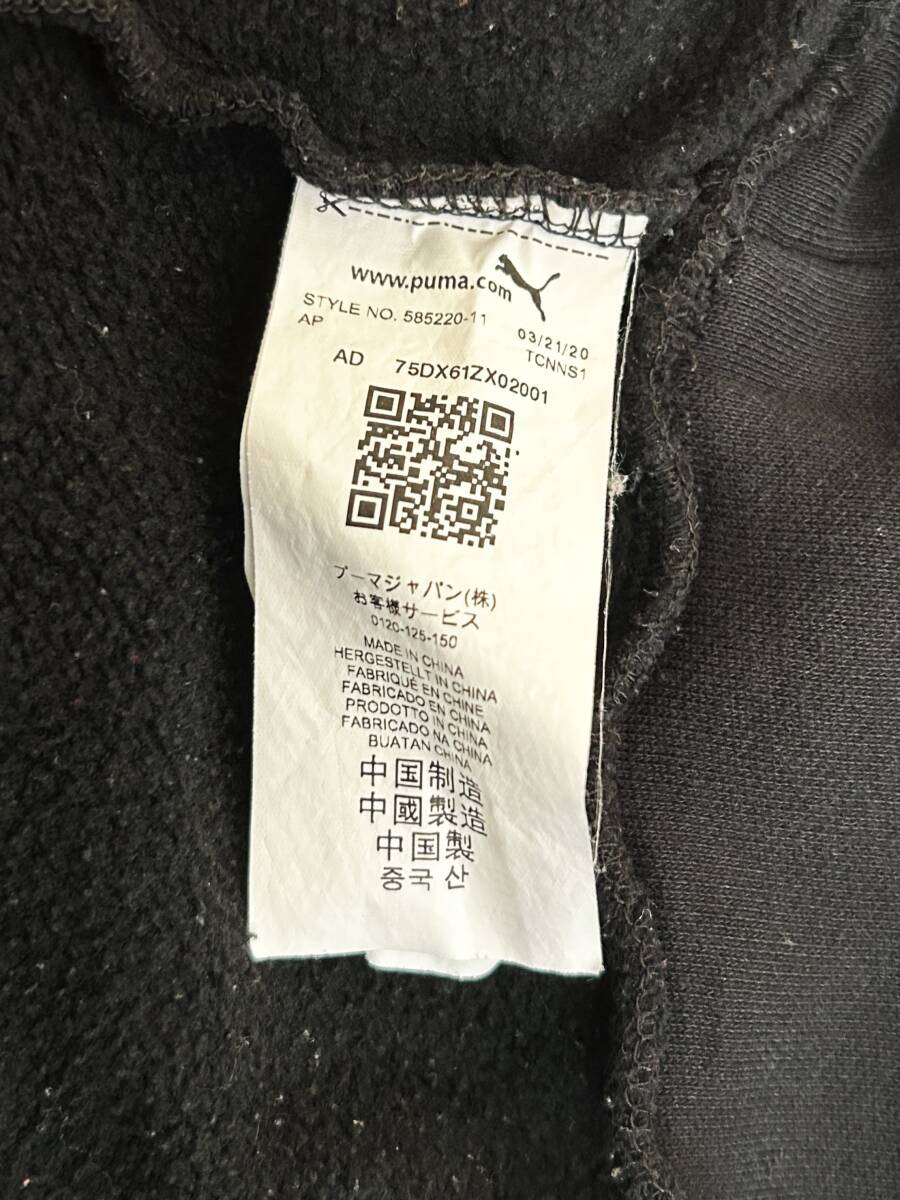 www.puma.com
STYLE NO. 585220-11 03/21/20
AP TCNNS1
AD 75DX61ZX02001
プーマジャパン(株)
お客様サービス
0120-125-150
MADE IN CHINA
HERGESTELLT IN CHINA
FABRIQUÉ EN CHINE
FABRICADO EN CHINA
PRODOTTO IN CHINA
FABRICADO NA CHINA
BUATAN CHINA
中国制造
中國製造
中国製
중국 산